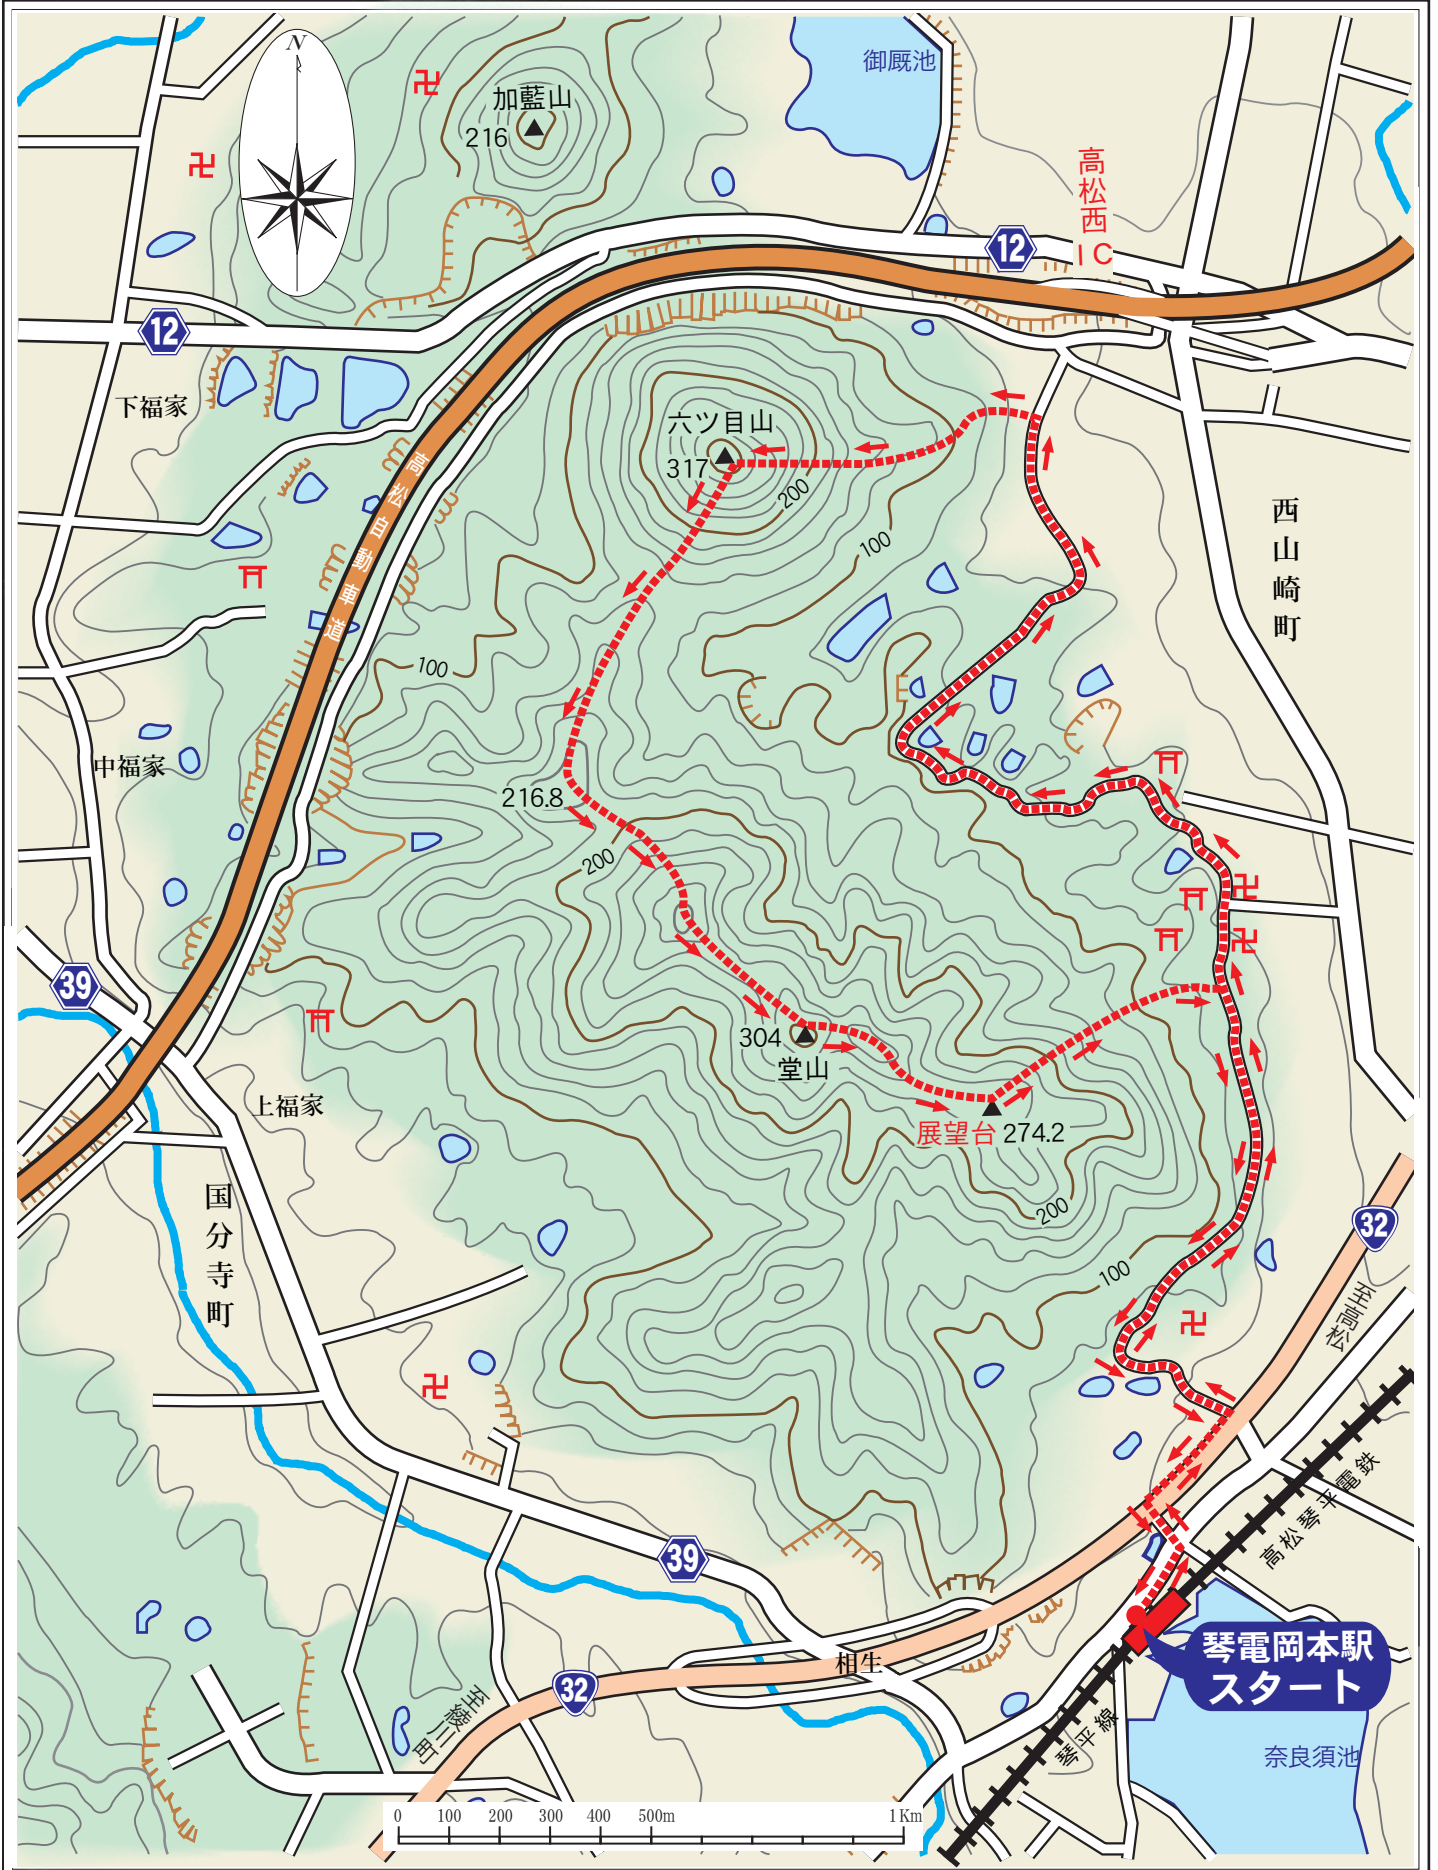 N
御厩池
加藍山
216
高松西
IC
12
12
下福家
六ツ目山
317
200
100
高松自動車道
西山崎町
100
中福家
216.8
200
39
304
堂山
上福家
展望台 274.2
200
国分寺町
32
100
至高松
高松琴平電鉄
39
琴電岡本駅
スタート
相生
32
至綾川町
琴平線
奈良須池
0 100 200 300 400 500m 1Km